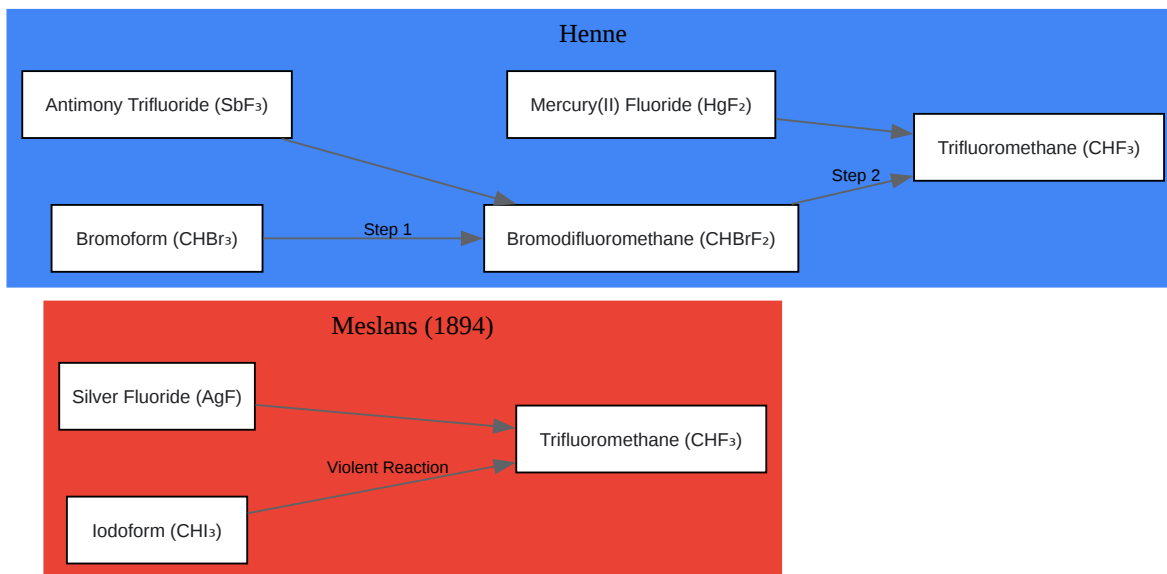 Henne
Antimony Trifluoride (SbF₃)
Mercury(II) Fluoride (HgF₂)
Trifluoromethane (CHF₃)
Step 2
Bromoform (CHBr₃)
Step 1
Bromodifluoromethane (CHBrF₂)
Meslans (1894)
Silver Fluoride (AgF)
Trifluoromethane (CHF₃)
Violent Reaction
Iodoform (CHI₃)